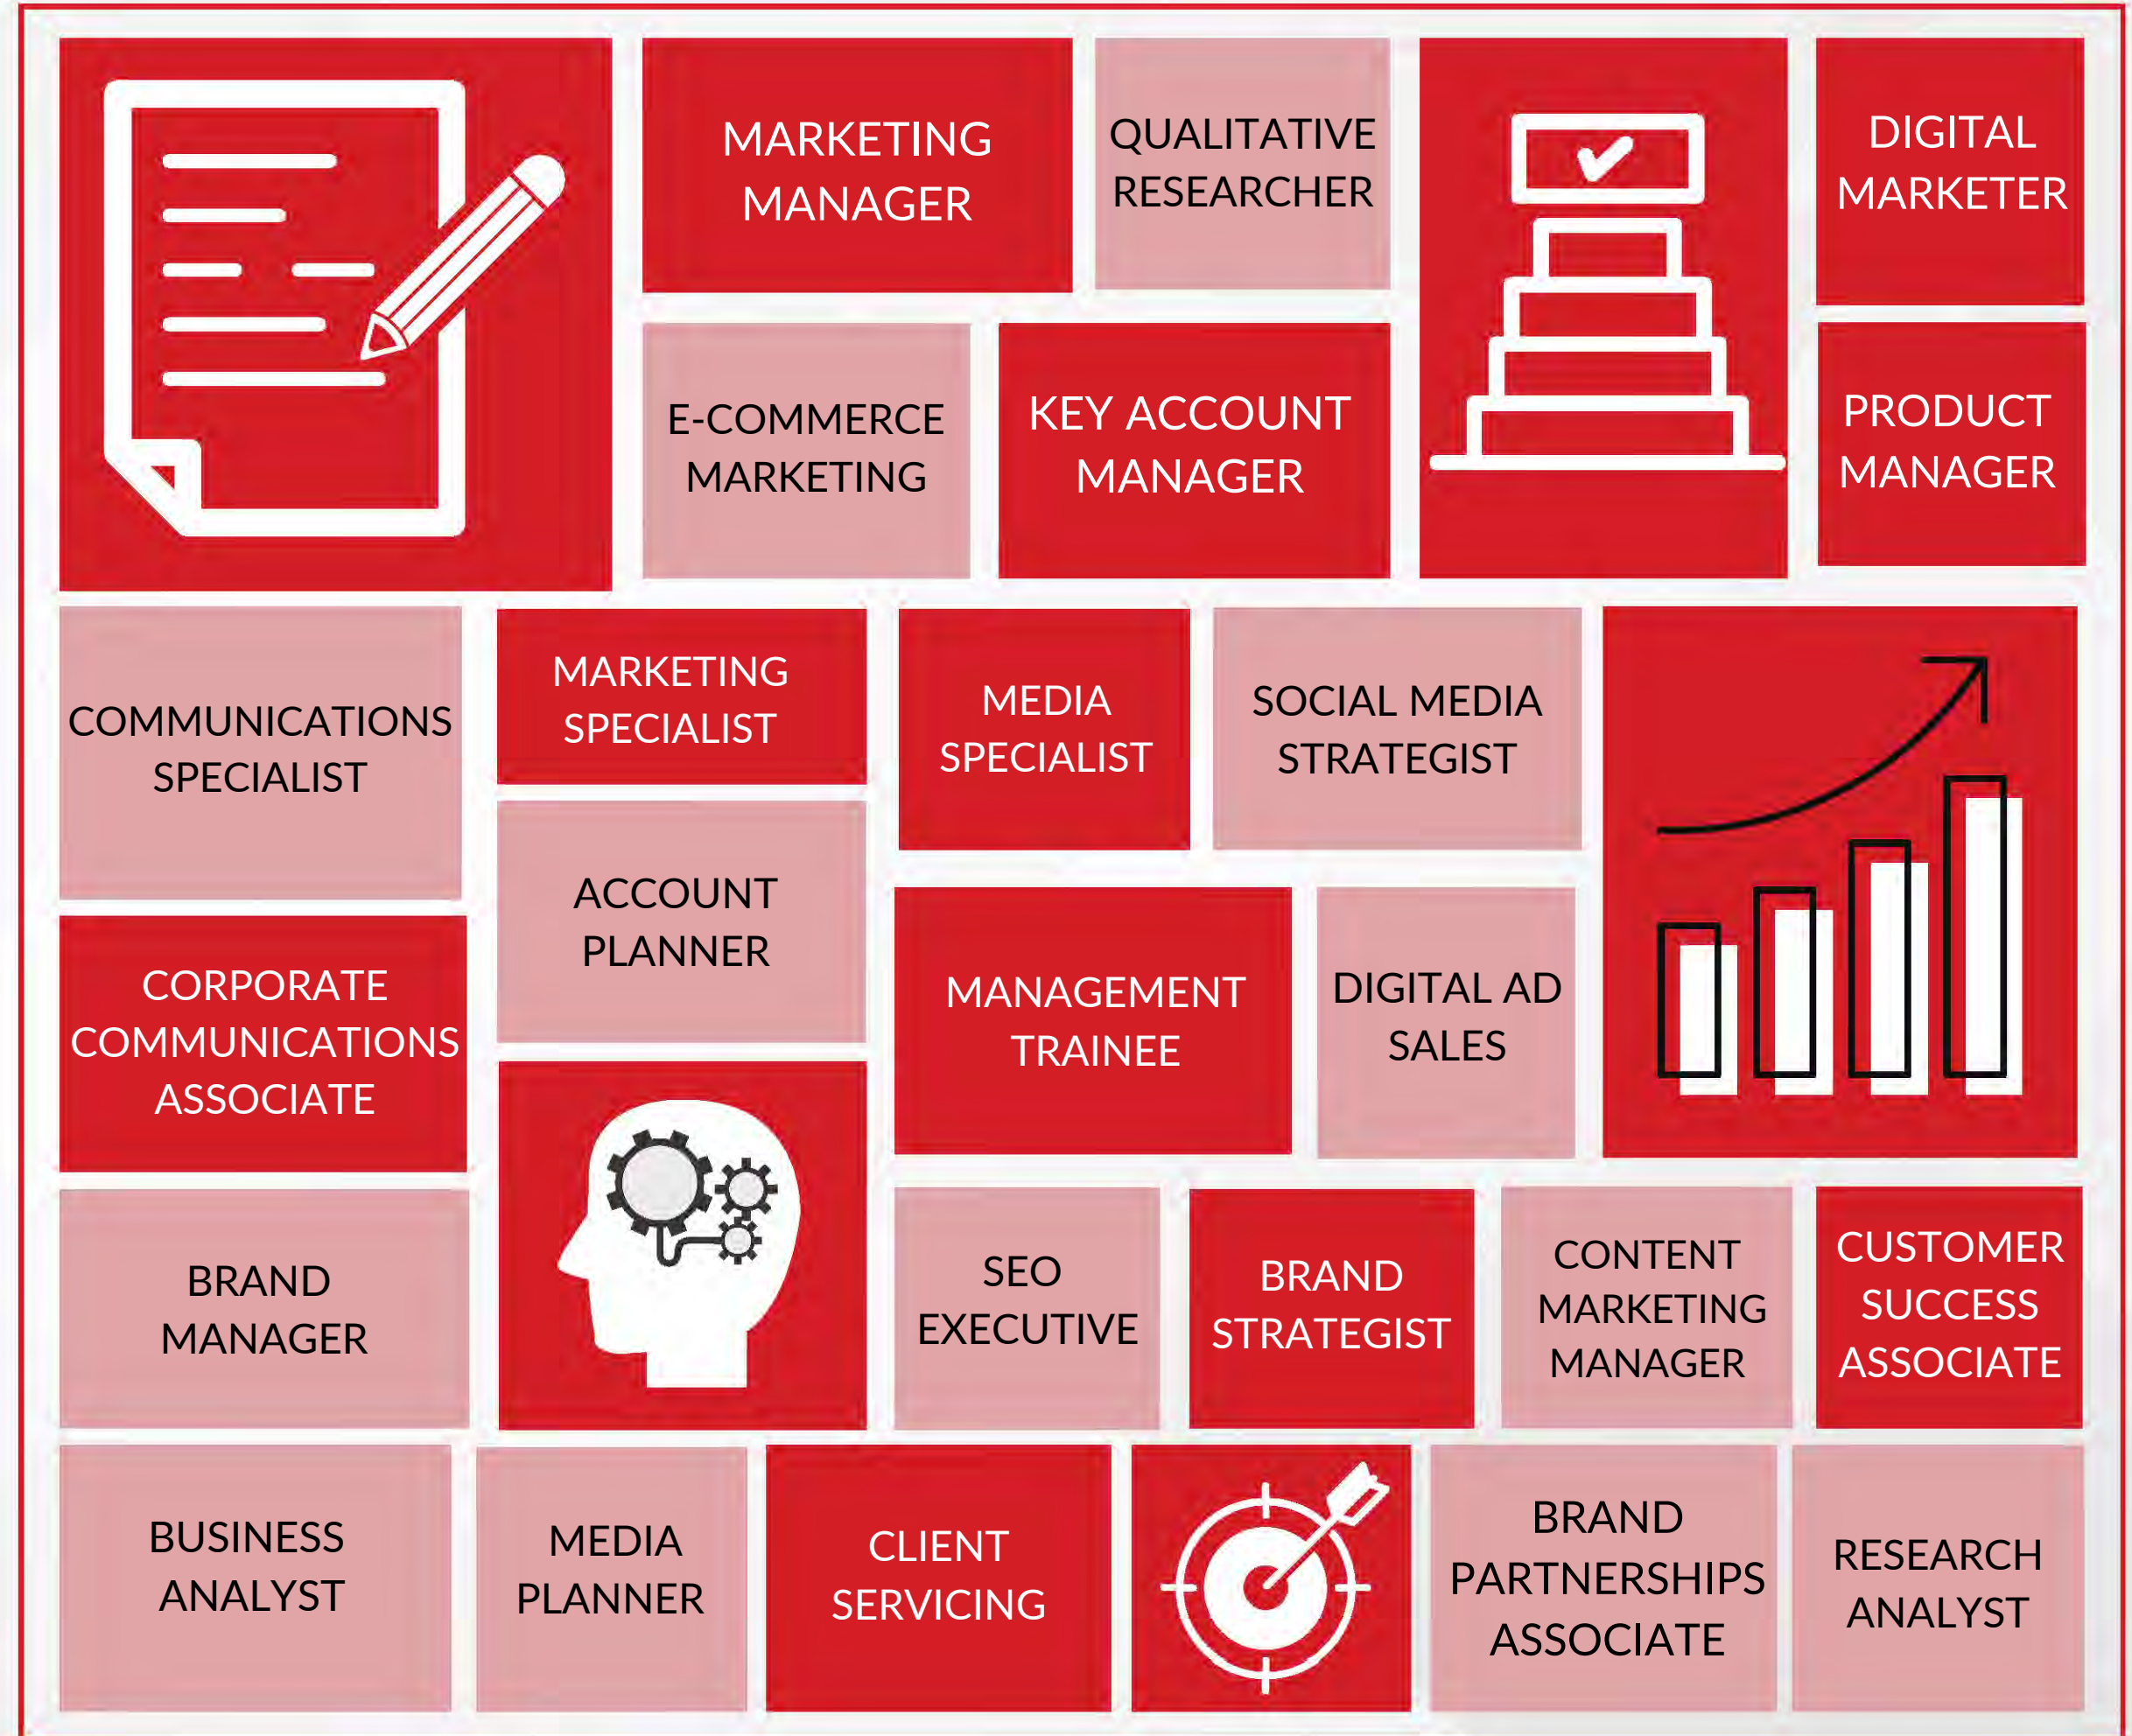 MARKETING
MANAGER
QUALITATIVE
RESEARCHER
DIGITAL
MARKETER
E-COMMERCE
MARKETING
KEY ACCOUNT
MANAGER
PRODUCT
MANAGER
COMMUNICATIONS
SPECIALIST
MARKETING
SPECIALIST
MEDIA
SPECIALIST
SOCIAL MEDIA
STRATEGIST
ACCOUNT
PLANNER
CORPORATE
COMMUNICATIONS
ASSOCIATE
MANAGEMENT
TRAINEE
DIGITAL AD
SALES
BRAND
MANAGER
SEO
EXECUTIVE
BRAND
STRATEGIST
CONTENT
MARKETING
MANAGER
CUSTOMER
SUCCESS
ASSOCIATE
BUSINESS
ANALYST
MEDIA
PLANNER
CLIENT
SERVICING
BRAND
PARTNERSHIPS
ASSOCIATE
RESEARCH
ANALYST